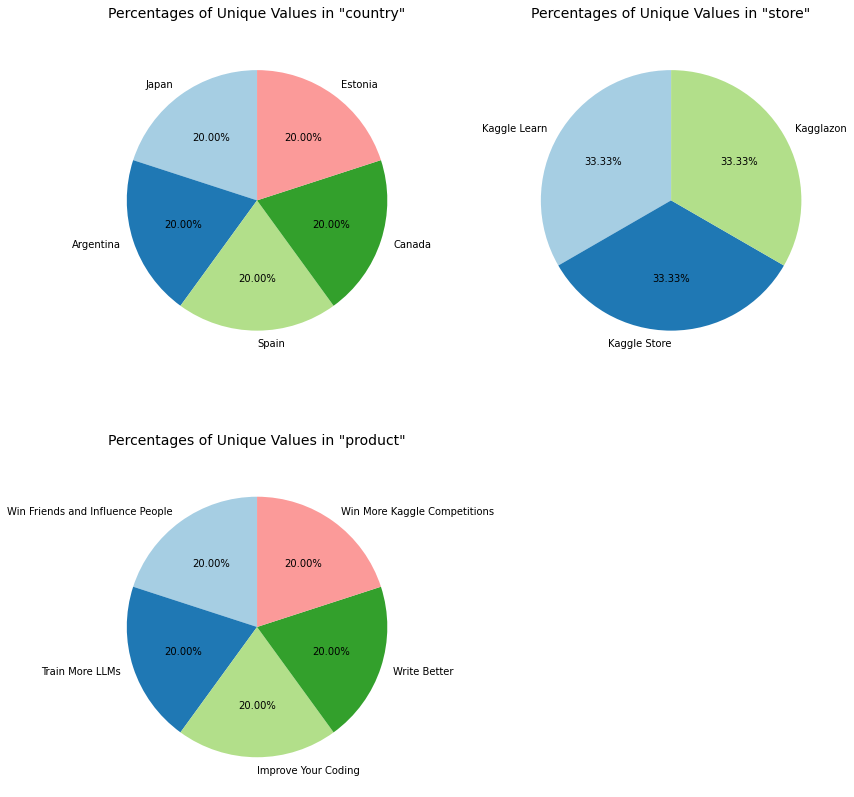 Percentages of Unique Values in "country"
Japan
Estonia
20.00%
20.00%
Argentina
20.00%
20.00%
Canada
20.00%
Spain
Percentages of Unique Values in "store"
Kaggle Learn
Kagglazon
33.33%
33.33%
33.33%
Kaggle Store
Percentages of Unique Values in "product"
Win Friends and Influence People
Win More Kaggle Competitions
20.00%
20.00%
20.00%
20.00%
Train More LLMs
Write Better
20.00%
Improve Your Coding